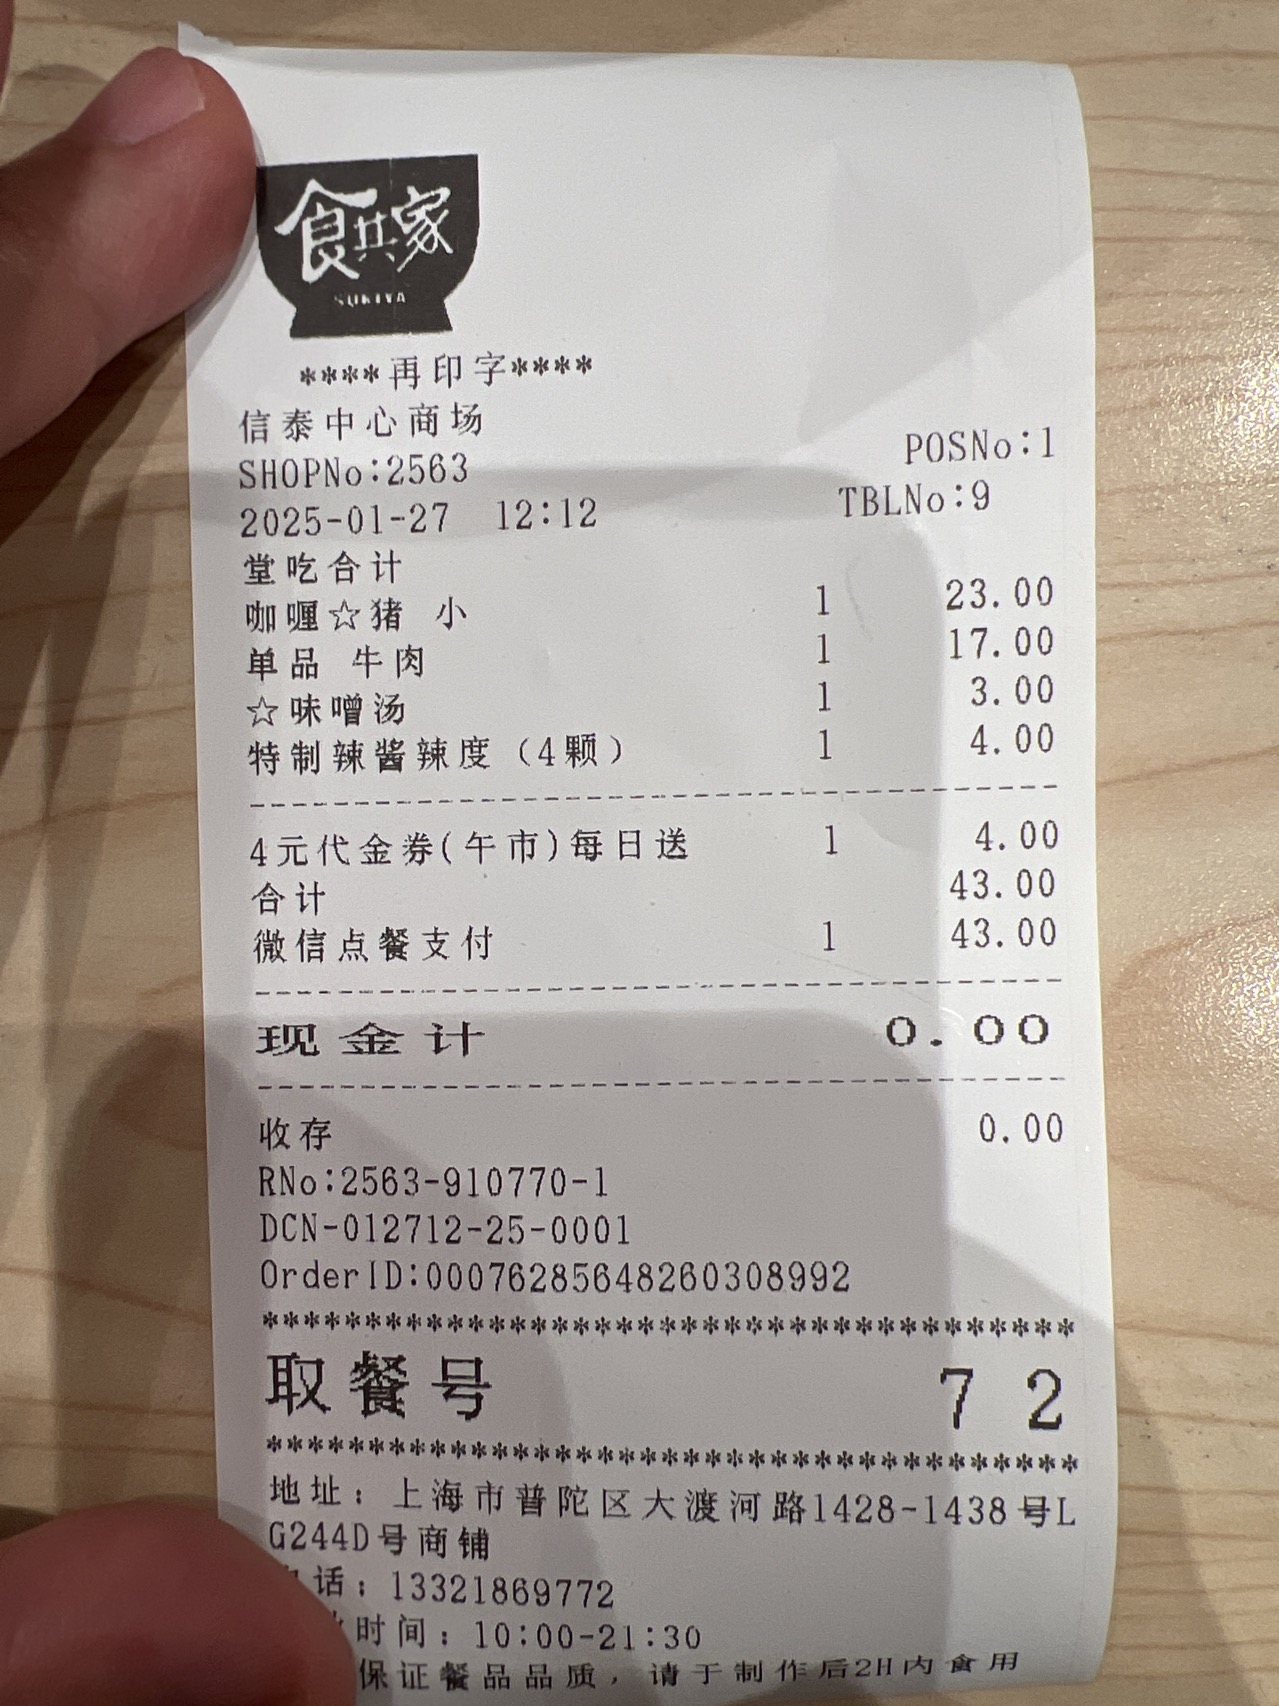 食其家
SUKIYA
****再印字****
信泰中心商场
SHOPNo:2563 POSNo:1
2025-01-27 12:12 TBLNo:9
堂吃合计
咖喱☆猪 小 1 23.00
单品 牛肉 1 17.00
☆味噌汤 1 3.00
特制辣酱辣度（4颗） 1 4.00
4元代金券(午市)每日送 1 4.00
合计 43.00
微信点餐支付 1 43.00
现金计 0.00
收存 0.00
RNo:2563-910770-1
DCN-012712-25-0001
OrderID:00076285648260308992
***************************************
取餐号 72
***************************************
地址：上海市普陀区大渡河路1428-1438号L
G244D号商铺
话：13321869772
时间：10:00-21:30
保证餐品品质，请于制作后2H内食用